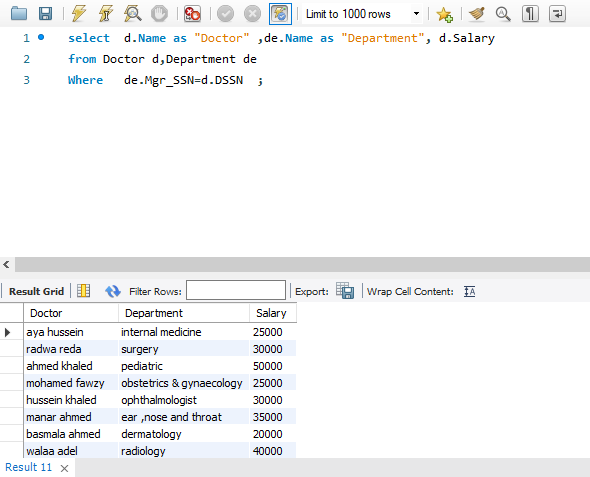 Limit to 1000 rows
1 select d.Name as "Doctor" ,de.Name as "Department", d.Salary
2 from Doctor d,Department de
3 Where de.Mgr_SSN=d.DSSN ;
Result Grid Filter Rows: Export: Wrap Cell Content:
Doctor Department Salary
aya hussein internal medicine 25000
radwa reda surgery 30000
ahmed khaled pediatric 50000
mohamed fawzy obstetrics & gynaecology 25000
hussein khaled ophthalmologist 30000
manar ahmed ear ,nose and throat 35000
basmala ahmed dermatology 20000
walaa adel radiology 40000
Result 11